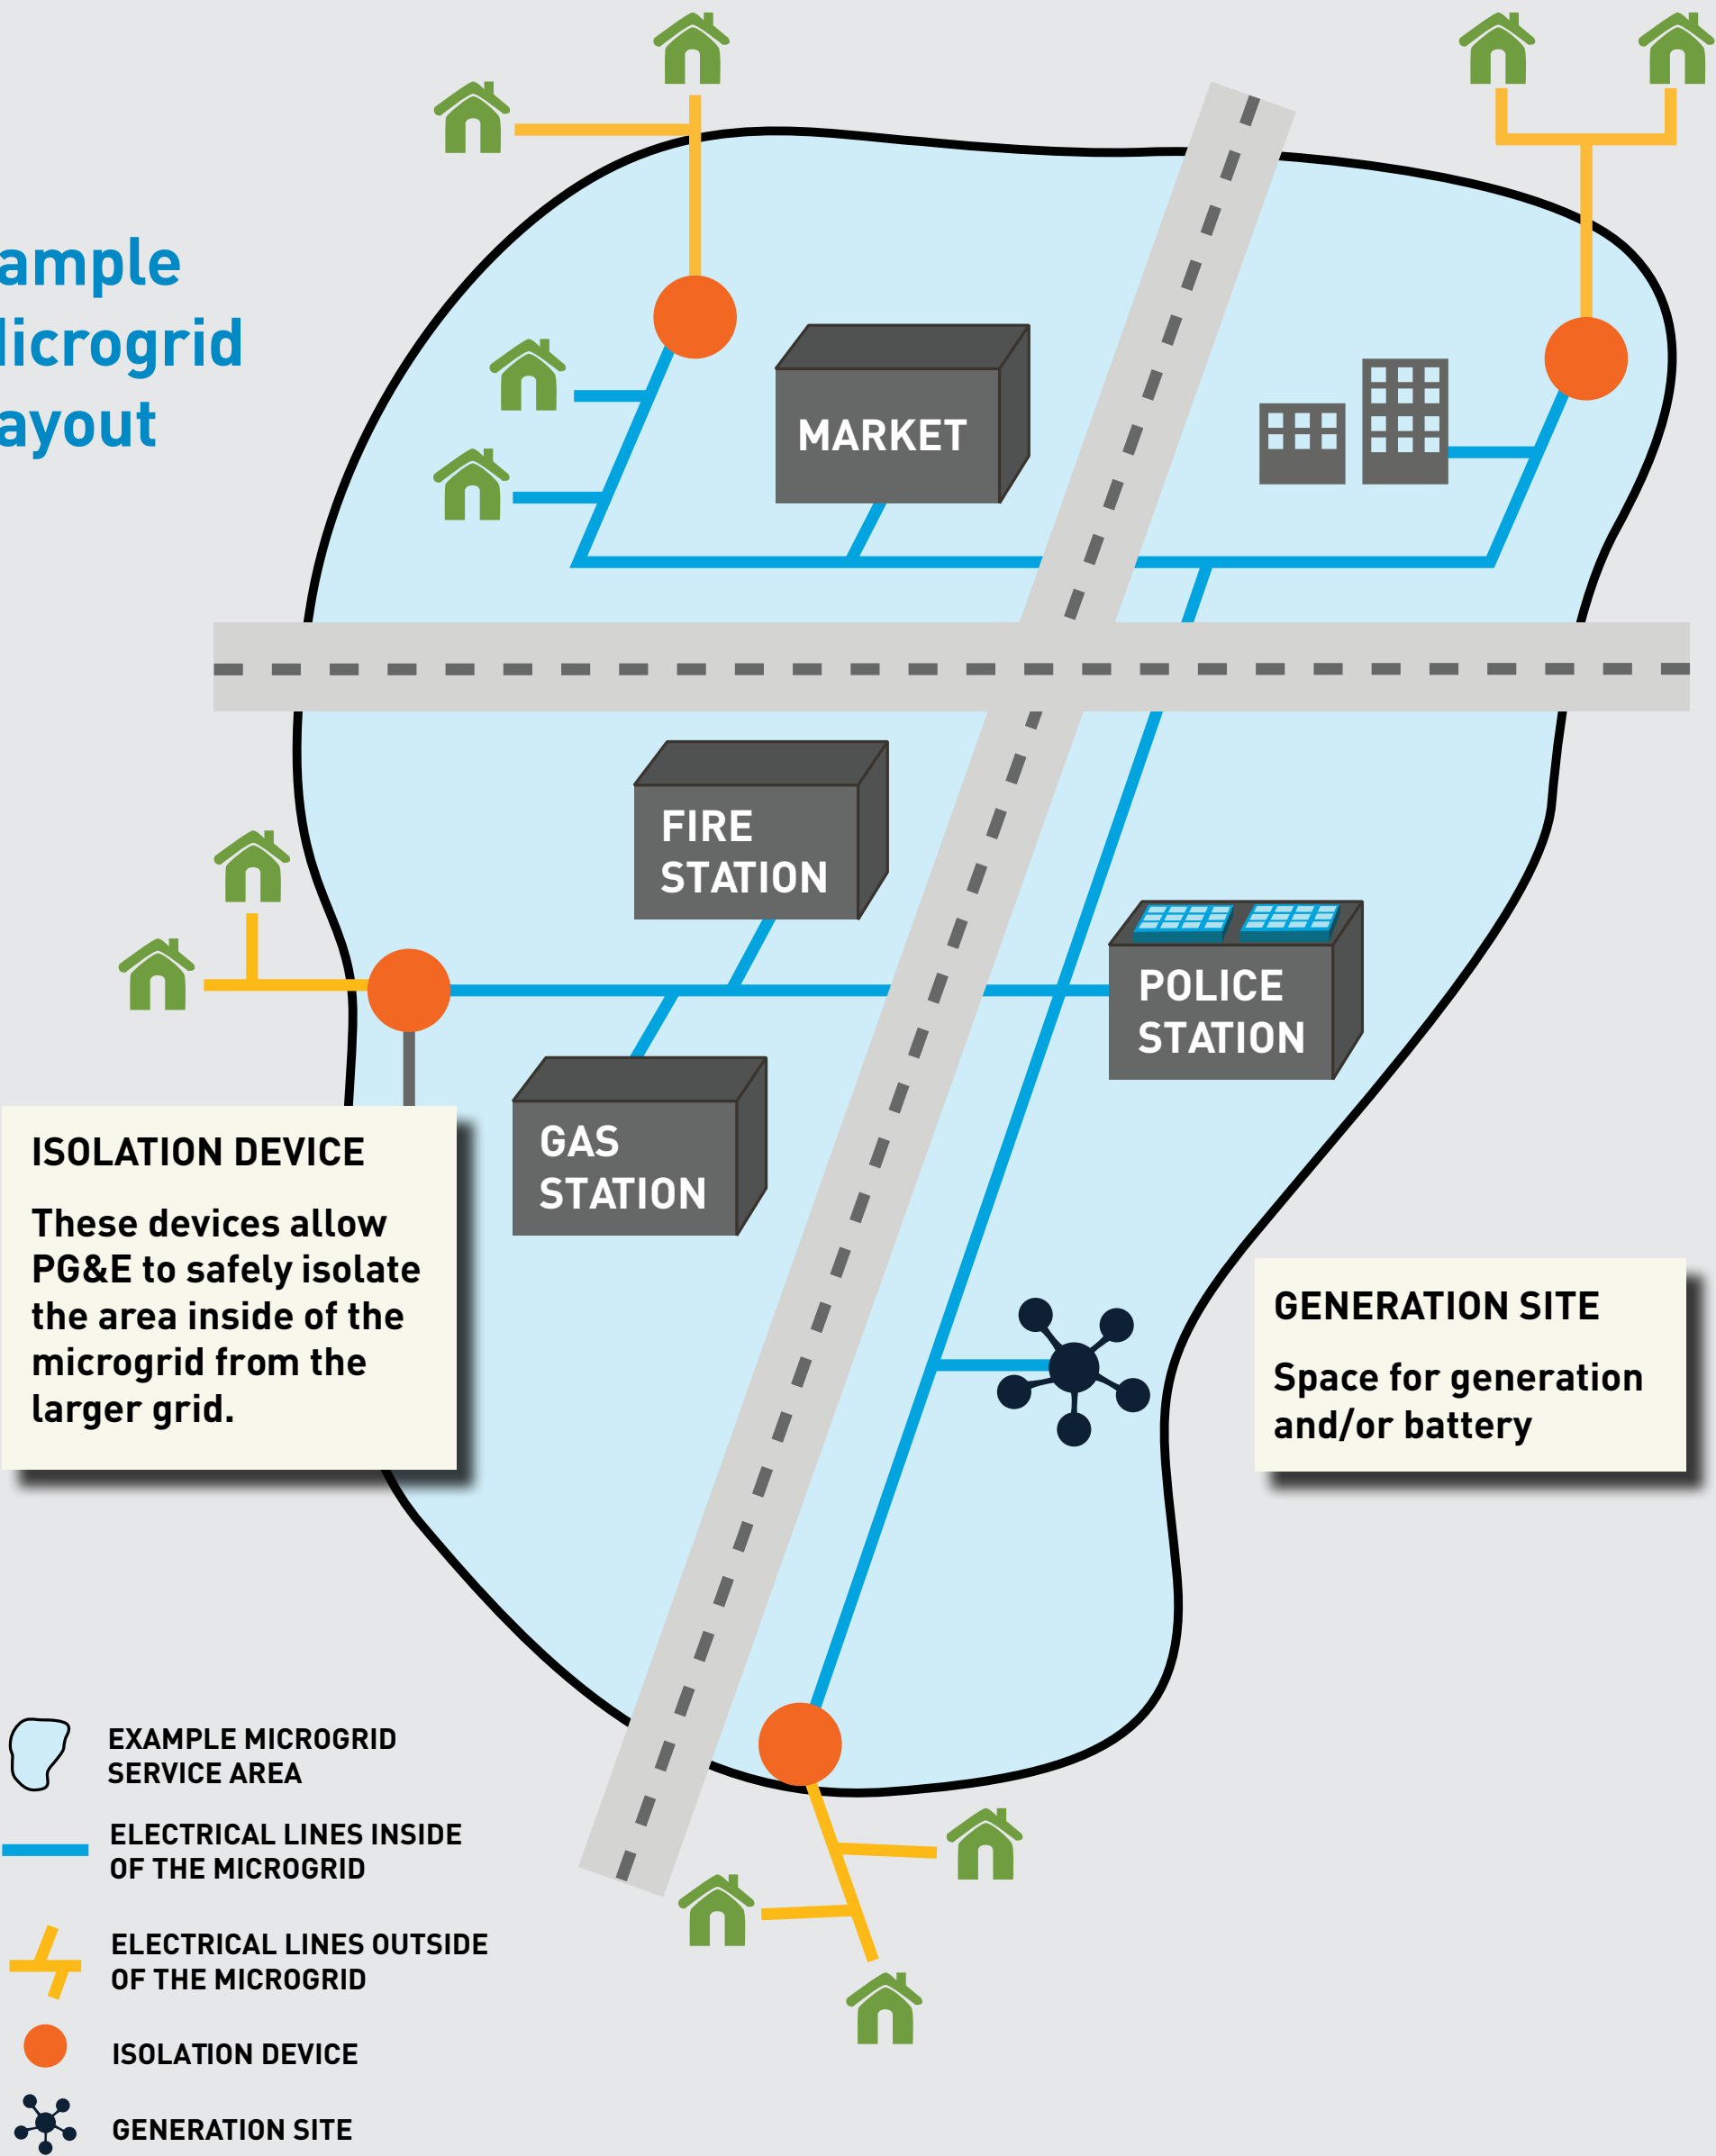 ample
icrogrid
ayout
MARKET
FIRE
STATION
POLICE
STATION
GAS
STATION
ISOLATION DEVICE
These devices allow
PG&E to safely isolate
the area inside of the
microgrid from the
larger grid.
GENERATION SITE
Space for generation
and/or battery
EXAMPLE MICROGRID
SERVICE AREA
ELECTRICAL LINES INSIDE
OF THE MICROGRID
ELECTRICAL LINES OUTSIDE
OF THE MICROGRID
ISOLATION DEVICE
GENERATION SITE